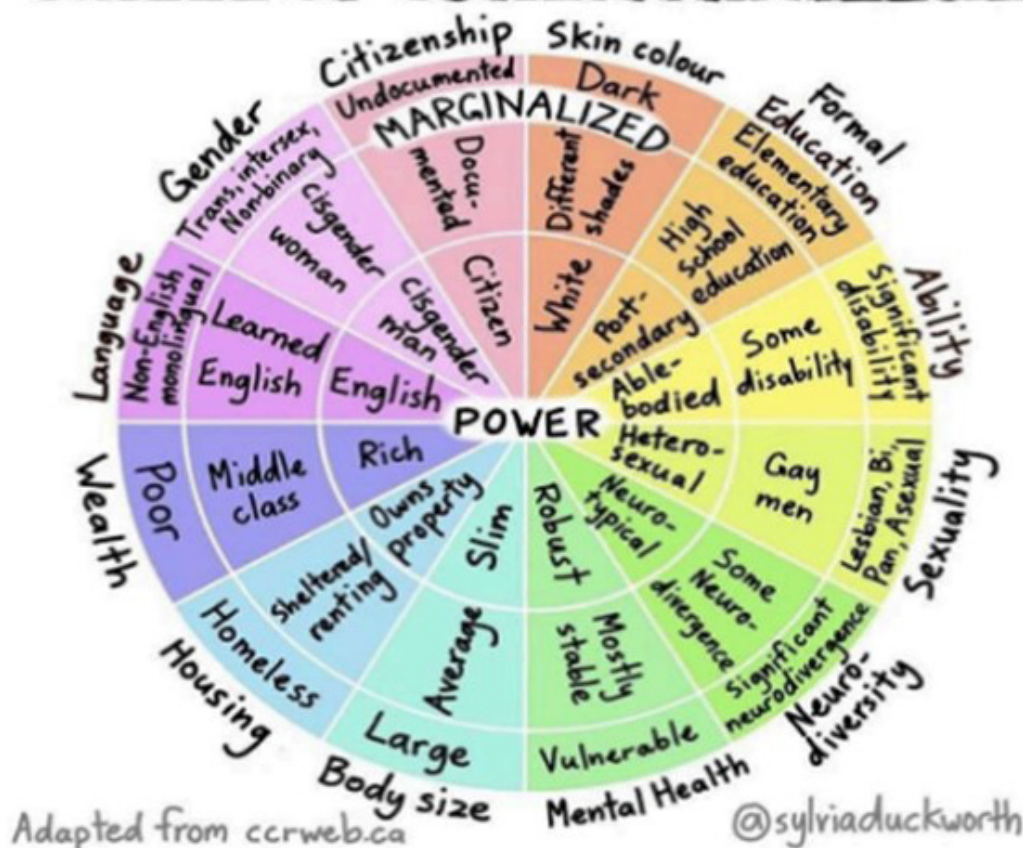 Citizenship
Undocumented
Docu-
mented
Citizen
Skin colour
Dark
Different
shades
White
Formal
Education
Elementary
education
High
school
education
Post-
secondary
Ability
Significant
disability
Some
disability
Able-
bodied
Sexuality
Lesbian, Bi,
Pan, Asexual
Gay
men
Hetero-
sexual
Neuro-
diversity
Significant
neurodivergence
Some
Neuro-
divergence
Neuro-
typical
Mental Health
Vulnerable
Mostly
stable
Robust
Body size
Large
Average
Slim
Housing
Homeless
Sheltered/
renting
Owns
property
Wealth
Poor
Middle
class
Rich
Language
Non-English
monolingual
Learned
English
English
Gender
Trans, intersex,
Non-binary
Cisgender
woman
Cisgender
man
MARGINALIZED
POWER
Adapted from ccrweb.ca
@sylviaduckworth